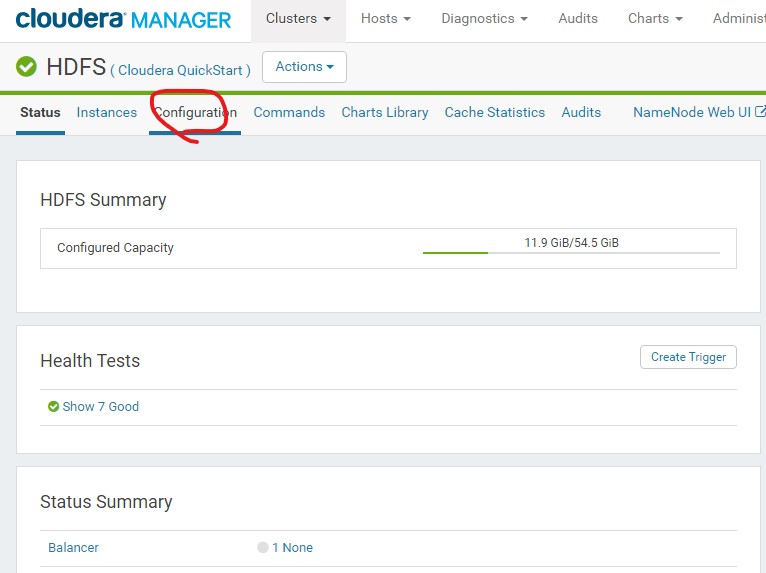 cloudera MANAGER Clusters Hosts Diagnostics Audits Charts Administ
HDFS ( Cloudera QuickStart ) Actions
Status Instances Configuration Commands Charts Library Cache Statistics Audits NameNode Web UI
HDFS Summary
Configured Capacity 11.9 GiB/54.5 GiB
Health Tests Create Trigger
Show 7 Good
Status Summary
Balancer 1 None